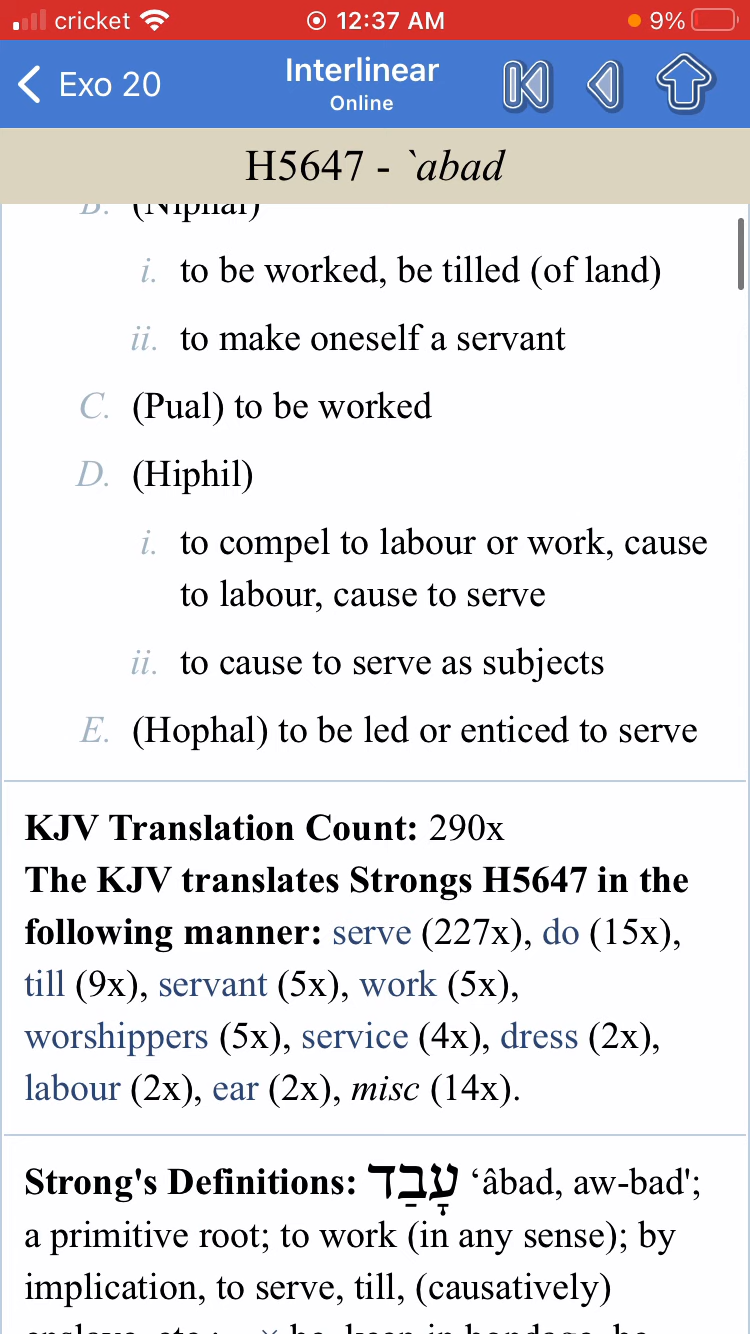 cricket 12:37 AM 9%
Exo 20 Interlinear
Online
H5647 - `abad
B. (Niphal)
i. to be worked, be tilled (of land)
ii. to make oneself a servant
C. (Pual) to be worked
D. (Hiphil)
i. to compel to labour or work, cause
to labour, cause to serve
ii. to cause to serve as subjects
E. (Hophal) to be led or enticed to serve
KJV Translation Count: 290x
The KJV translates Strongs H5647 in the
following manner: serve (227x), do (15x),
till (9x), servant (5x), work (5x),
worshippers (5x), service (4x), dress (2x),
labour (2x), ear (2x), misc (14x).
Strong's Definitions: עָבַד ʻâbad, aw-bad';
a primitive root; to work (in any sense); by
implication, to serve, till, (causatively)